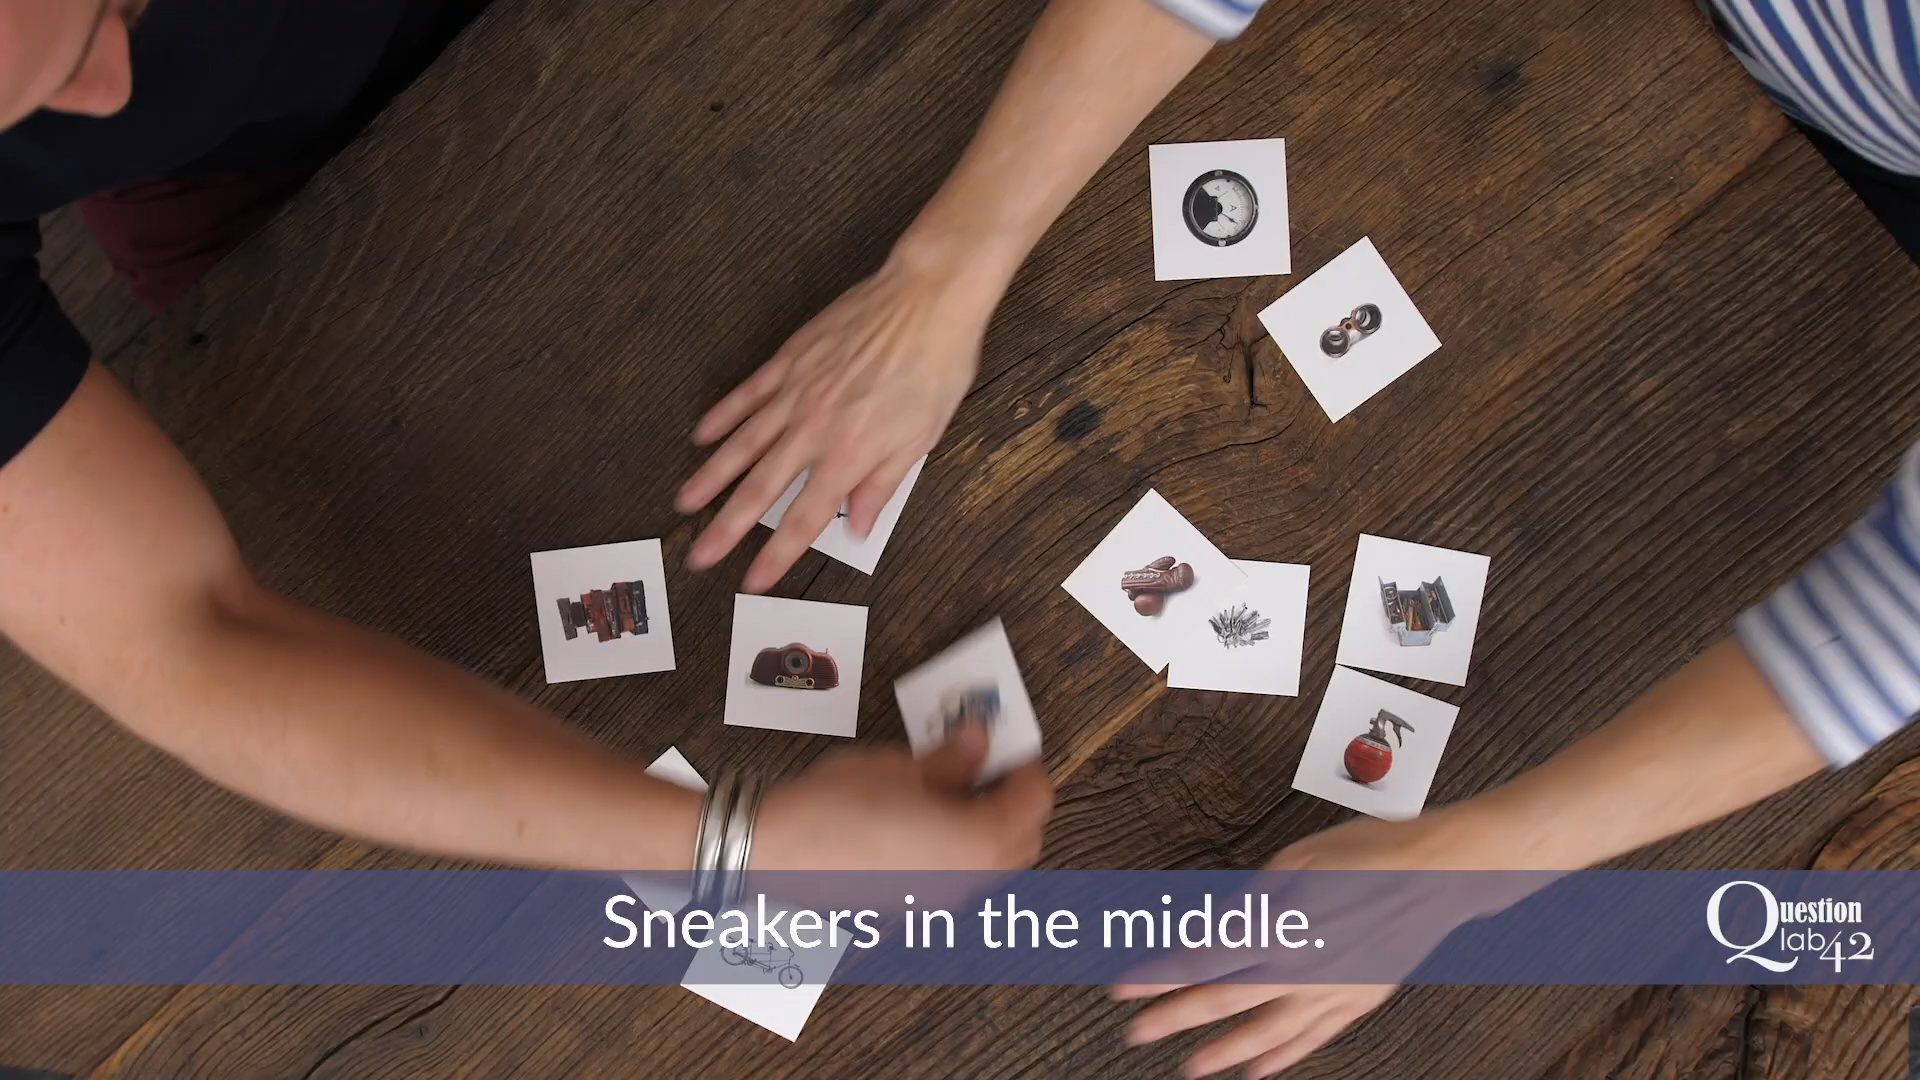 Sneakers in the middle.
Question
lab42